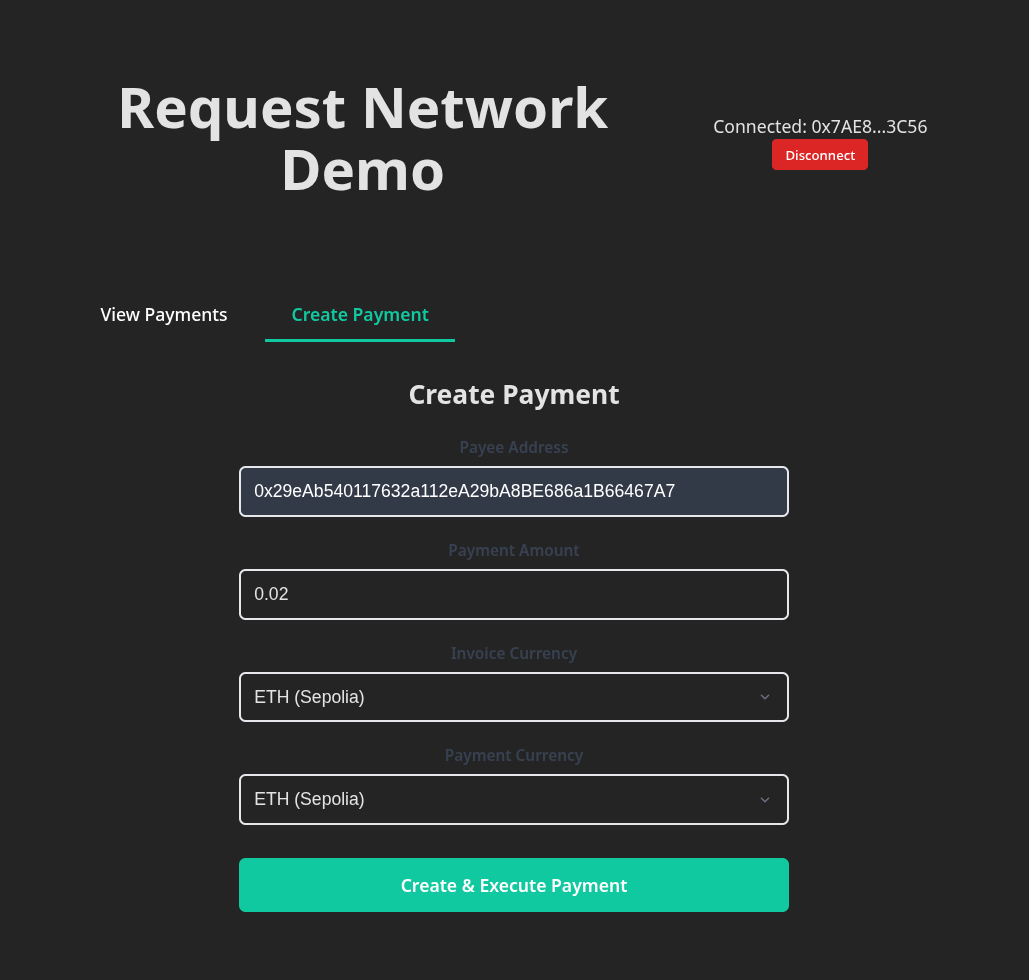 Request Network
Demo
Connected: 0x7AE8...3C56
Disconnect
View Payments
Create Payment
Create Payment
Payee Address
0x29eAb540117632a112eA29bA8BE686a1B66467A7
Payment Amount
0.02
Invoice Currency
ETH (Sepolia)
Payment Currency
ETH (Sepolia)
Create & Execute Payment